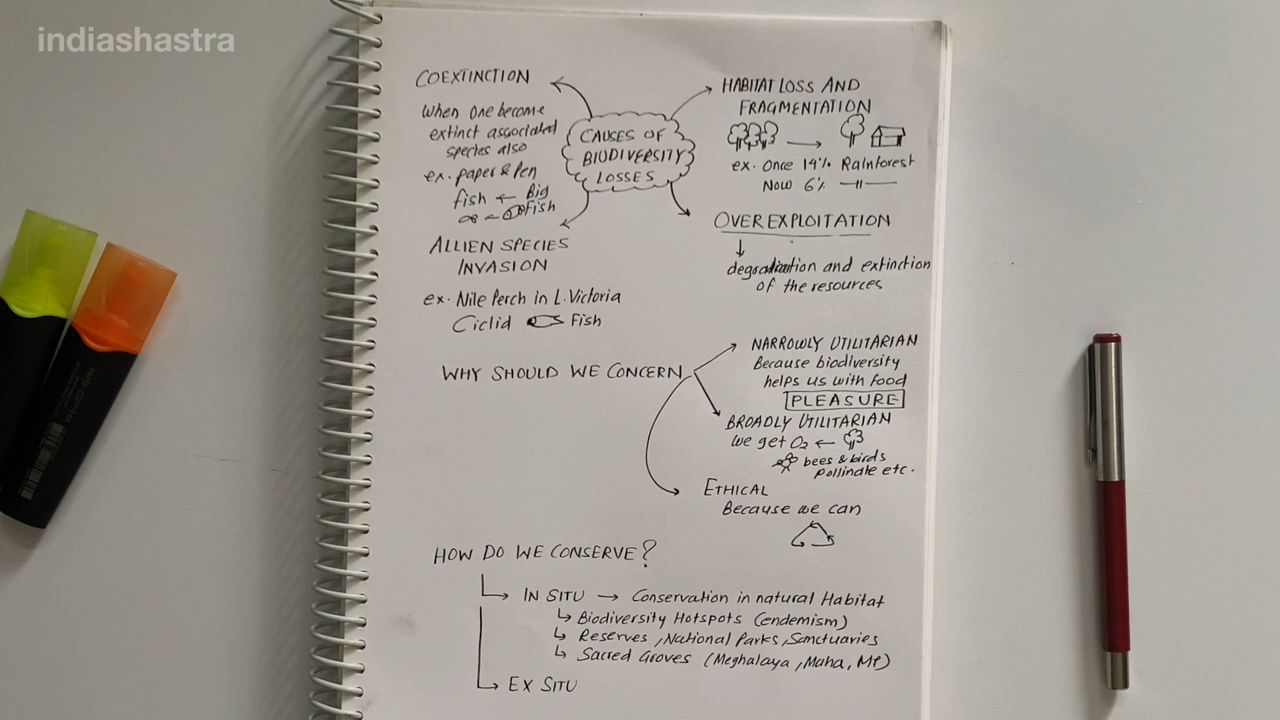 indiashastra
CAUSES OF
BIODIVERSITY
LOSSES
COEXTINCTION
when one become
extinct associated
species also
ex. paper & Pen
fish ← Big
Fish
HABITAT LOSS AND
FRAGMENTATION
ex. Once 14% Rainforest
Now 6% —〃—
ALLIEN SPECIES
INVASION
ex. Nile Perch in L. Victoria
Ciclid Fish
OVEREXPLOITATION
and extinction
of the resources
WHY SHOULD WE CONCERN
NARROWLY UTILITARIAN
Because biodiversity
helps us with food
PLEASURE
BROADLY UTILITARIAN
We get O2 ←
bees & birds
pollinate etc.
ETHICAL
Because we can
HOW DO WE CONSERVE?
IN SITU → Conservation in natural Habitat
↳ Biodiversity Hotspots (endemism)
↳ Reserves, National Parks, Sanctuaries
↳ Sacred Groves (Meghalaya, Maha, MP)
EX SITU